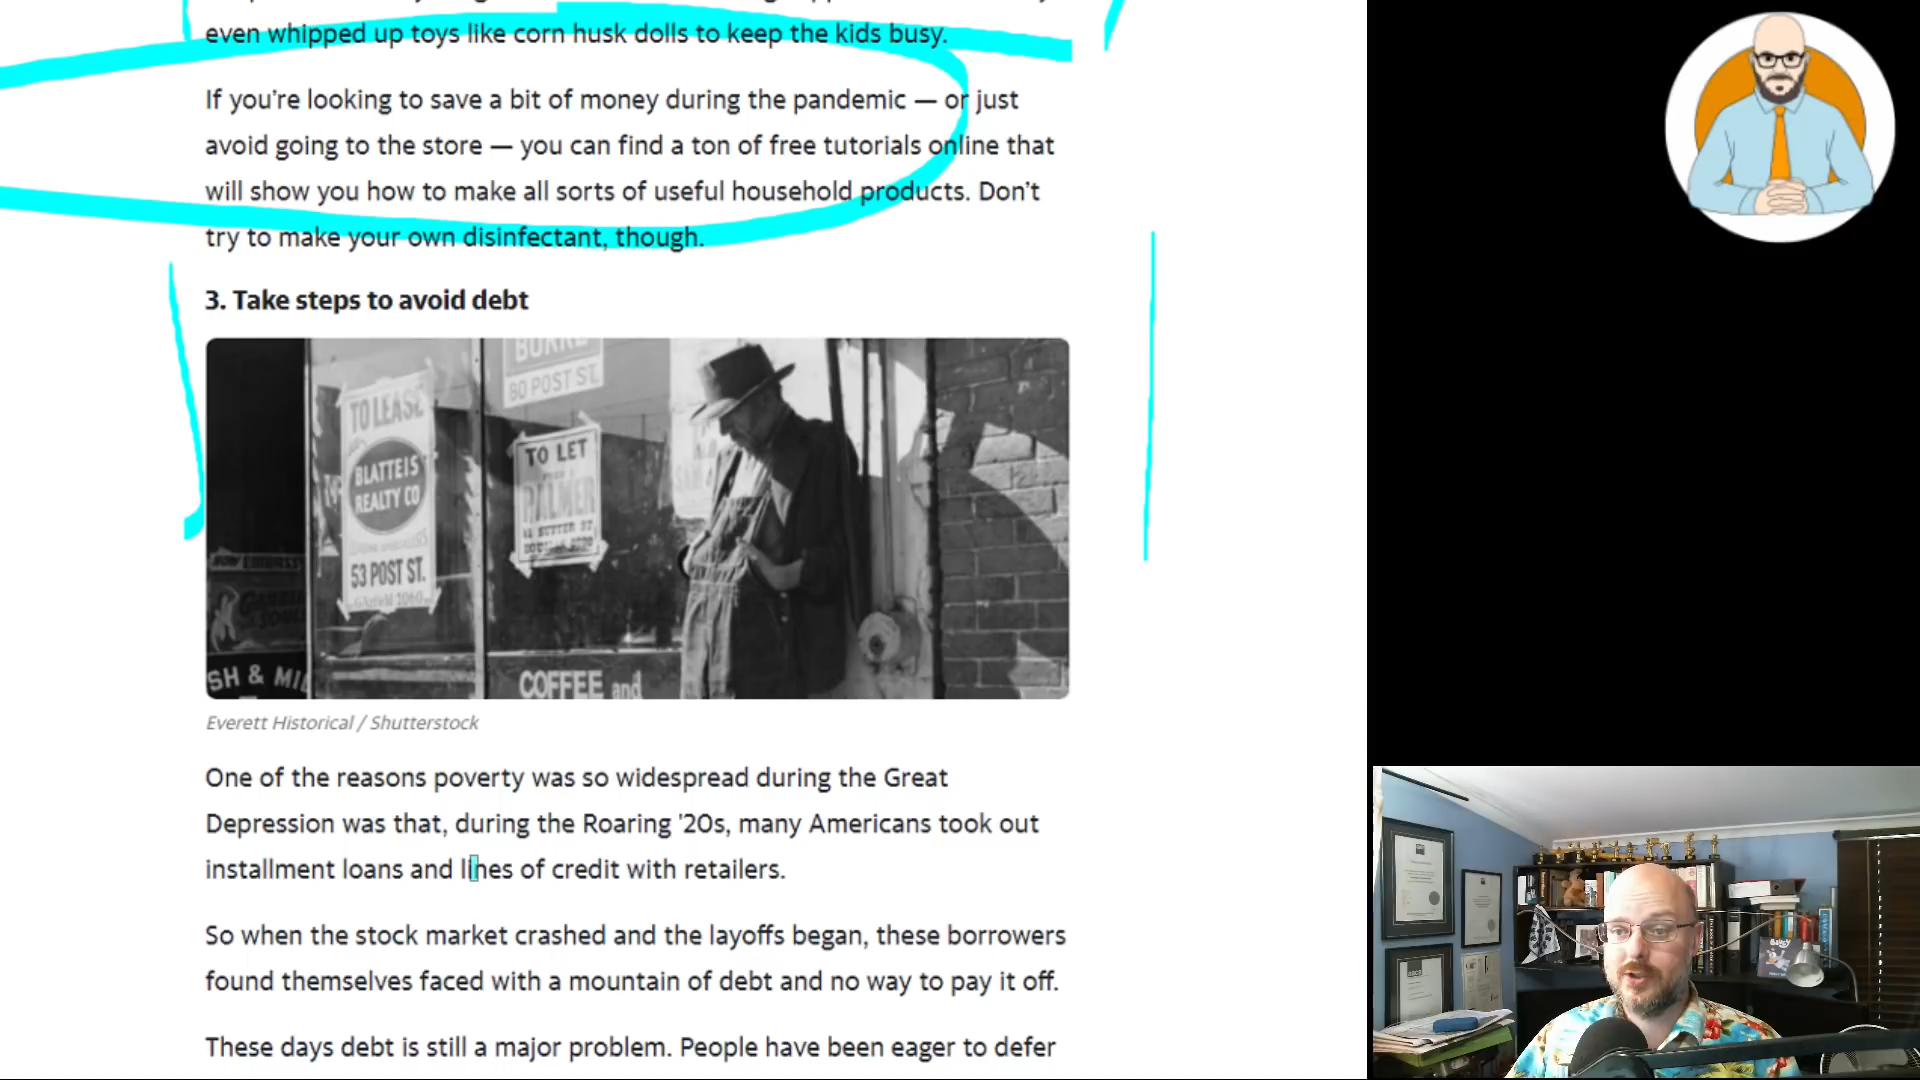 even whipped up toys like corn husk dolls to keep the kids busy.
If you're looking to save a bit of money during the pandemic — or just
avoid going to the store — you can find a ton of free tutorials online that
will show you how to make all sorts of useful household products. Don't
try to make your own disinfectant, though.
3. Take steps to avoid debt
80 POST ST.
TO LEASE
BLATTEIS
REALTY CO
53 POST ST.
TO LET
SH & MI
COFFEE and
Everett Historical / Shutterstock
One of the reasons poverty was so widespread during the Great
Depression was that, during the Roaring '20s, many Americans took out
installment loans and lines of credit with retailers.
So when the stock market crashed and the layoffs began, these borrowers
found themselves faced with a mountain of debt and no way to pay it off.
These days debt is still a major problem. People have been eager to defer